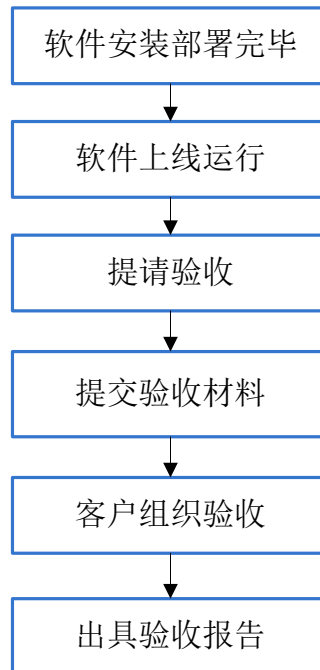 软件安装部署完毕
软件上线运行
提请验收
提交验收材料
客户组织验收
出具验收报告